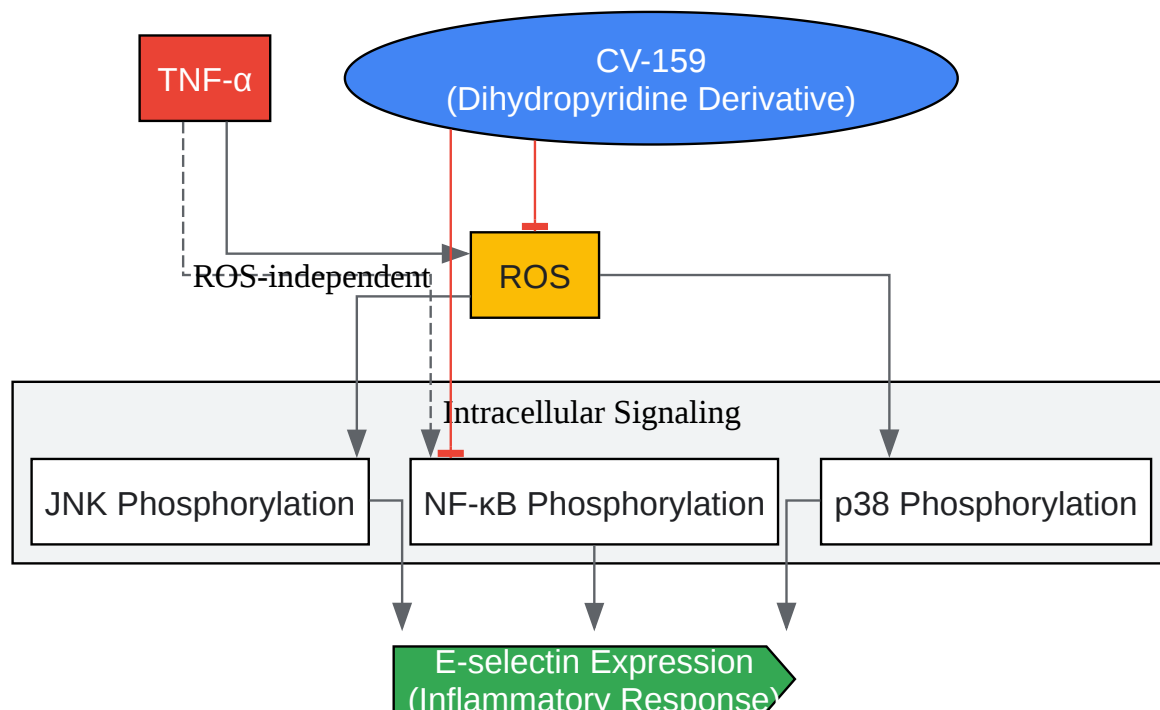 TNF-α
CV-159
(Dihydropyridine Derivative)
ROS-independent
ROS
Intracellular Signaling
JNK Phosphorylation
NF-κB Phosphorylation
p38 Phosphorylation
E-selectin Expression
(Inflammatory Response)